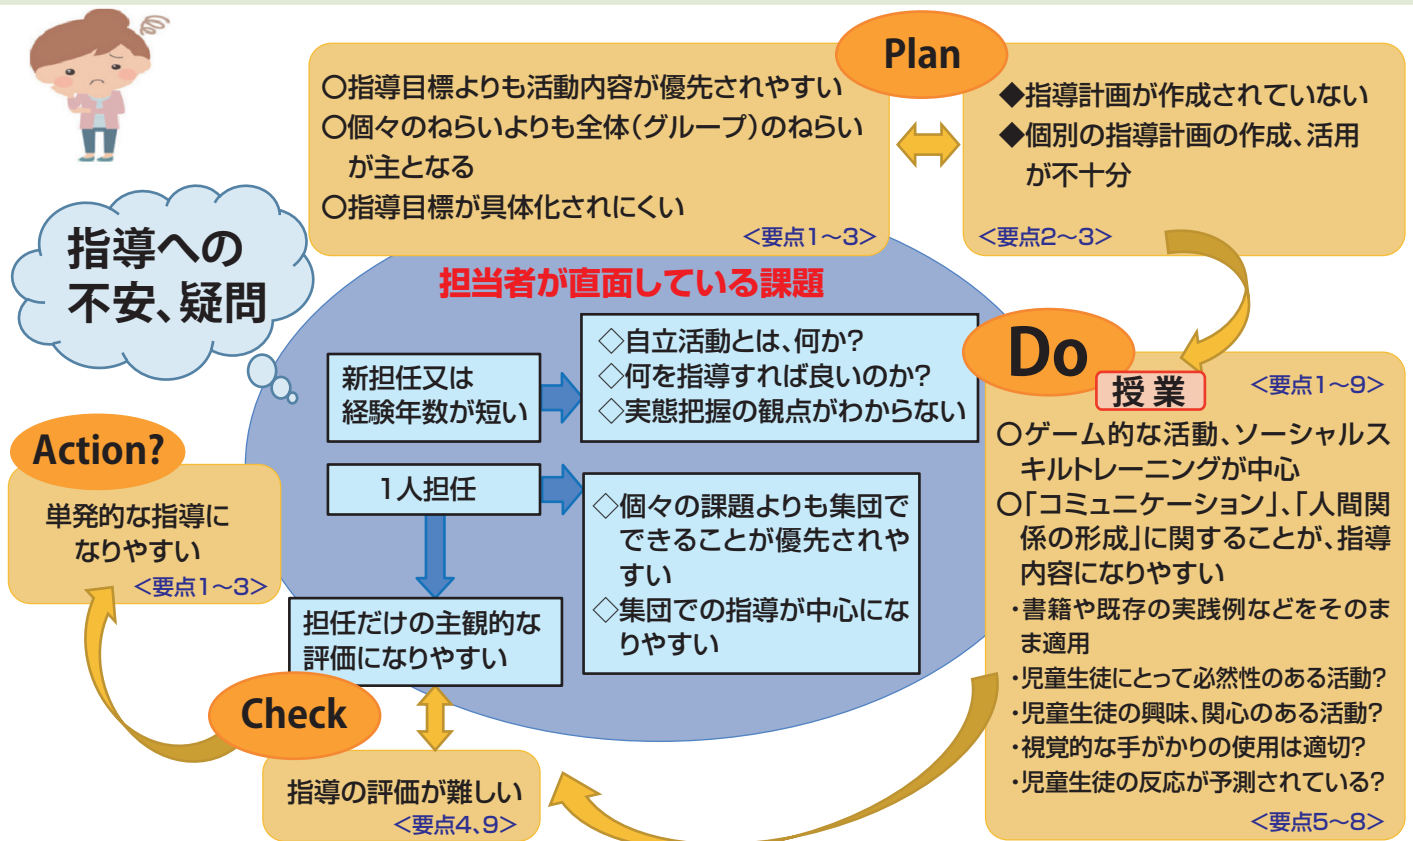 Plan
〇指導目標よりも活動内容が優先されやすい
〇個々のねらいよりも全体(グループ)のねらい
が主となる
〇指導目標が具体化されにくい
<要点1〜3>
◆指導計画が作成されていない
◆個別の指導計画の作成、活用
が不十分
<要点2〜3>
指導への
不安、疑問
担当者が直面している課題
新担任又は
経験年数が短い
◇自立活動とは、何か?
◇何を指導すれば良いのか?
◇実態把握の観点がわからない
1人担任
◇個々の課題よりも集団で
できることが優先されや
すい
◇集団での指導が中心にな
りやすい
担任だけの主観的な
評価になりやすい
Do
授業
<要点1〜9>
〇ゲーム的な活動、ソーシャルス
キルトレーニングが中心
〇「コミュニケーション」、「人間関
係の形成」に関することが、指導
内容になりやすい
・書籍や既存の実践例などをそのま
ま適用
・児童生徒にとって必然性のある活動?
・児童生徒の興味、関心のある活動?
・視覚的な手がかりの使用は適切?
・児童生徒の反応が予測されている?
<要点5〜8>
Check
指導の評価が難しい
<要点4、9>
Action?
単発的な指導に
なりやすい
<要点1〜3>